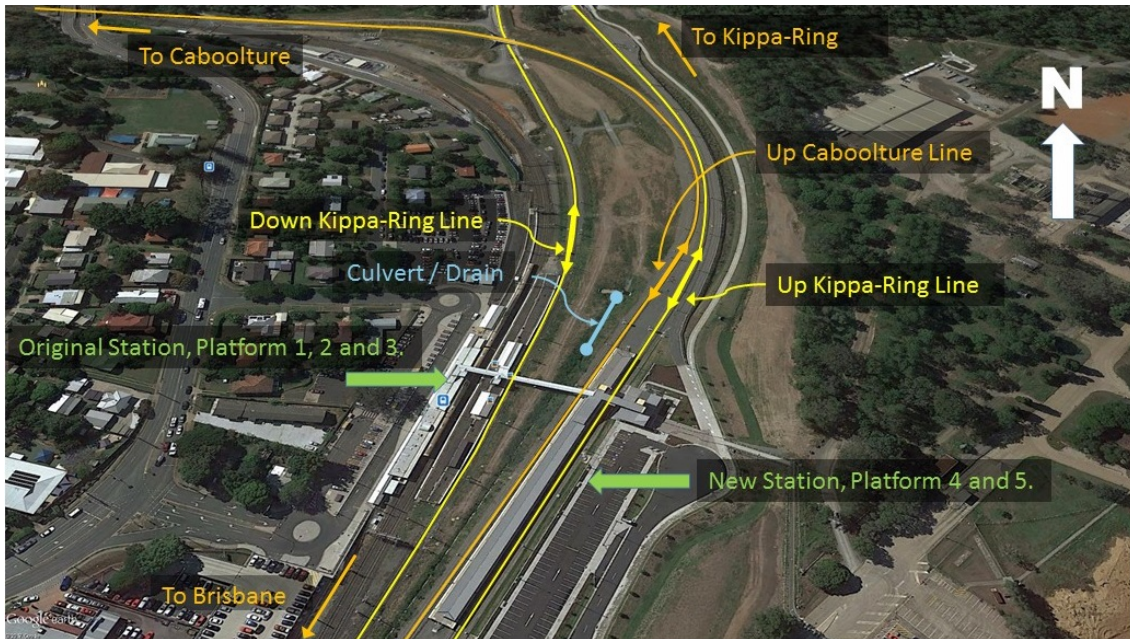 To Caboolture
To Kippa-Ring
N
Up Caboolture Line
Down Kippa-Ring Line
Culvert / Drain
Up Kippa-Ring Line
Original Station, Platform 1, 2 and 3.
New Station, Platform 4 and 5.
To Brisbane
Google earth